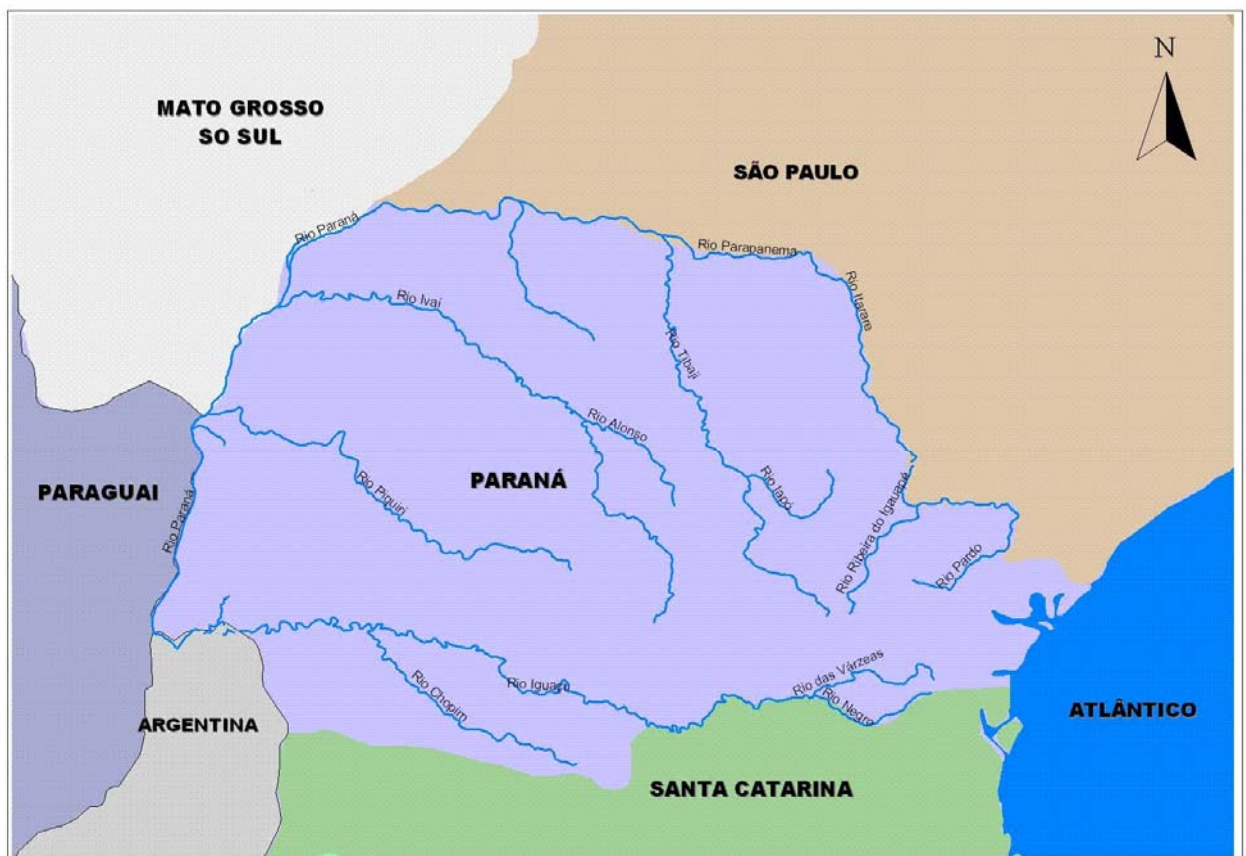 N
MATO GROSSO
SO SUL
SÃO PAULO
Rio Paraná
Rio Parapanema
Rio Itarare
Rio Ivaí
Rio Tibaji
Rio Alonso
PARANÁ
PARAGUAI
Rio Piquiri
Rio Iapó
Rio Paraná
Rio Ribeira do Igauapé
Rio Pardo
Rio das Várzeas
Rio Iguaçu
Rio Chopim
Rio Negro
ATLÂNTICO
ARGENTINA
SANTA CATARINA